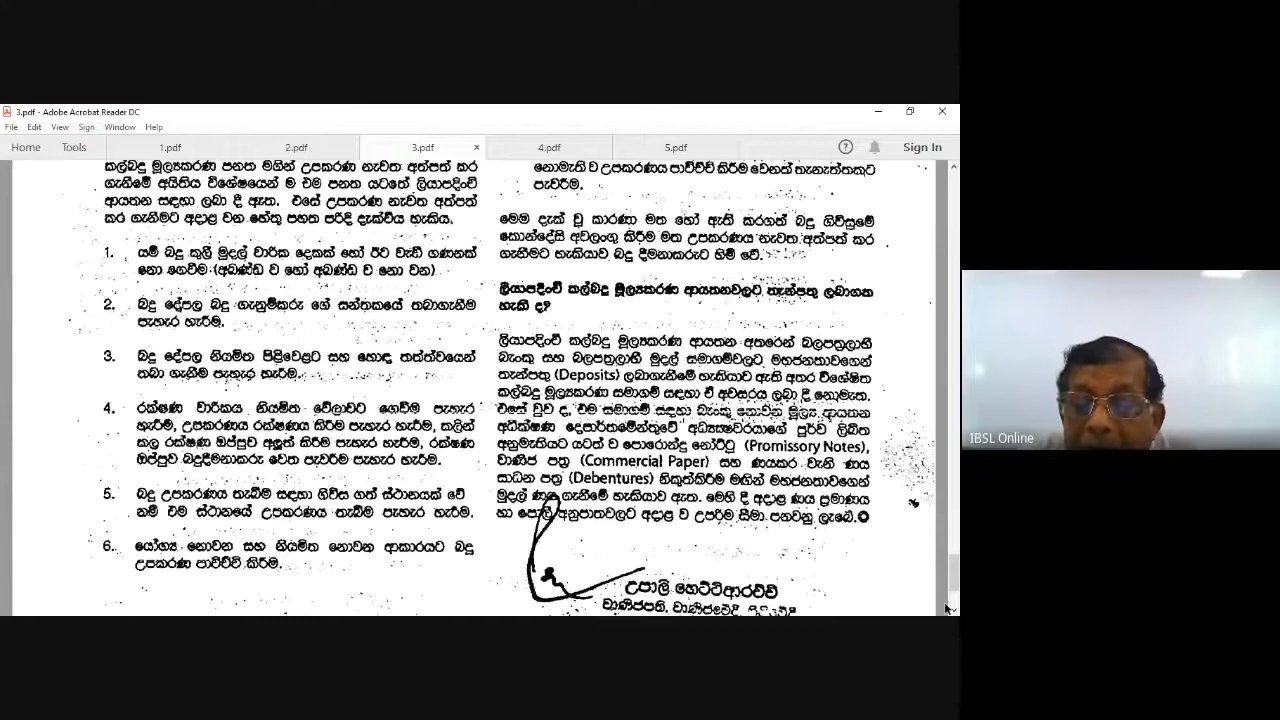 3.pdf - Adobe Acrobat Reader DC
File Edit View Sign Window Help
Home Tools 1.pdf 2.pdf 3.pdf × 4.pdf 5.pdf Sign In
කල්බදු මූල්‍යකරණ පනත මගින් උපකරණ නැවත අත්පත් කර
ගැනීමේ අයිතිය විශේෂයෙන් ම එම පනත යටතේ ලියාපදිංචි
ආයතන සඳහා ලබා දී ඇත. එසේ උපකරණ නැවත අත්පත්
කර ගැනීමට අදාළ වන හේතු පහත පරිදි දැක්විය හැකිය.
1. යම් බදු කුලී මුදල් වාරික දෙකක් හෝ ඊට වැඩි ගණනක්
නො ගෙවීම (අඛණ්ඩ ව හෝ අඛණ්ඩ ව නො වන)
2. බදු දේපල බදු ගැනුම්කරු ගේ සන්තකයේ තබාගැනීම
පැහැර හැරීම.
3. බදු දේපල නියමිත පිළිවෙළට සහ හොඳ තත්ත්වයෙන්
තබා ගැනීම පැහැර හැරීම.
4. රක්ෂණ වාරිකය නියමිත වේලාවට ගෙවීම පැහැර
හැරීම, උපකරණය රක්ෂණය කිරීම පැහැර හැරීම, කලින්
කල රක්ෂණ ඔප්පුව අලුත් කිරීම පැහැර හැරීම, රක්ෂණ
ඔප්පුව බදුදීමනාකරු වෙත පැවරීම පැහැර හැරීම.
5. බදු උපකරණය තැබීම සඳහා ගිවිස ගත් ස්ථානයක් වේ
නම් එම ස්ථානයේ උපකරණය තැබීම පැහැර හැරීම.
6. යෝග්‍ය නොවන සහ නියමිත නොවන ආකාරයට බදු
උපකරණ පාවිච්චි කිරීම.
නොමැති ව උපකරණය පාවිච්චි කිරීම වෙනත් තැනැත්තකුට
පැවරීම.
මෙම දැක් වූ කාරණා මත හෝ ඇති කරගත් බදු ගිවිසුමේ
කොන්දේසි අවලංගු කිරීම මත උපකරණය නැවත අත්පත් කර
ගැනීමට හැකියාව බදු දීමනාකරුට හිමි වේ.
ලියාපදිංචි කල්බදු මූල්‍යකරණ ආයතනවලට තැන්පතු ලබාගත
හැකි ද?
ලියාපදිංචි කල්බදු මූල්‍යකරණ ආයතන අතරෙන් බලපත්‍රලාභී
බැංකු සහ බලපත්‍රලාභී මුදල් සමාගම්වලට මහජනතාවගෙන්
තැන්පතු (Deposits) ලබාගැනීමේ හැකියාව ඇති අතර විශේෂිත
කල්බදු මූල්‍යකරණ සමාගම් සඳහා ඒ අවසරය ලබා දී නොමැත.
එසේ වුව ද, එම සමාගම් සඳහා බැංකු නොවන මූල්‍ය ආයතන
අධීක්ෂණ දෙපාර්තමේන්තුවේ අධ්‍යක්ෂවරයාගේ පූර්ව ලිඛිත
අනුමැතියට යටත් ව පොරොන්දු නෝට්ටු (Promissory Notes),
වාණිජ පත්‍ර (Commercial Paper) සහ ණයකර වැනි ණය
සාධන පත්‍ර (Debentures) නිකුත්කිරීම මගින් මහජනතාවගෙන්
මුදල් ණය ගැනීමේ හැකියාව ඇත. මෙහි දී අදාළ ණය ප්‍රමාණය
හා පොලී අනුපාතවලට අදාළ ව උපරිම සීමා පනවනු ලැබේ.
උපාලි හෙට්ටිආරච්චි
වාණිජපති, වාණිජවේදී
IBSL Online